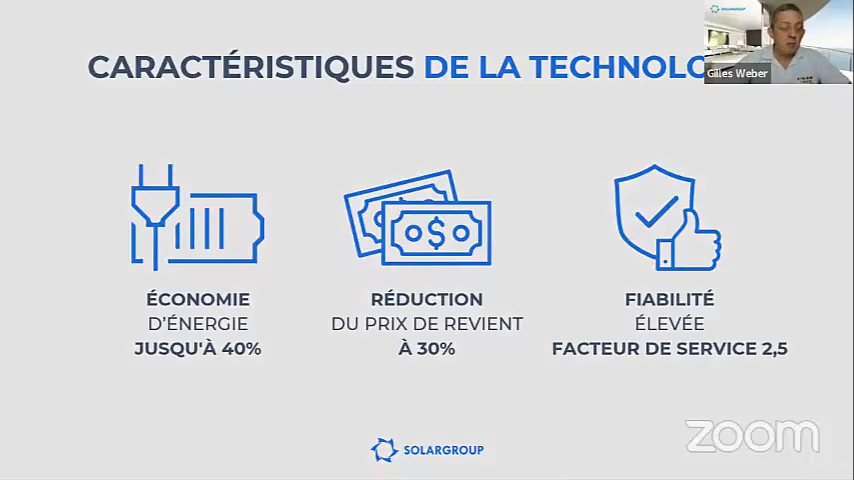 SOLARGROUP
CARACTÉRISTIQUES DE LA TECHNOLO
Gilles Weber
ÉCONOMIE
D'ÉNERGIE
JUSQU'À 40%
RÉDUCTION
DU PRIX DE REVIENT
À 30%
FIABILITÉ
ÉLEVÉE
FACTEUR DE SERVICE 2,5
SOLARGROUP
zoom